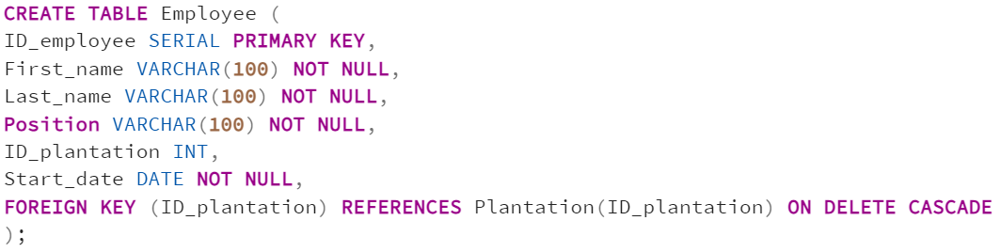 CREATE TABLE Employee (
ID_employee SERIAL PRIMARY KEY,
First_name VARCHAR(100) NOT NULL,
Last_name VARCHAR(100) NOT NULL,
Position VARCHAR(100) NOT NULL,
ID_plantation INT,
Start_date DATE NOT NULL,
FOREIGN KEY (ID_plantation) REFERENCES Plantation(ID_plantation) ON DELETE CASCADE
);